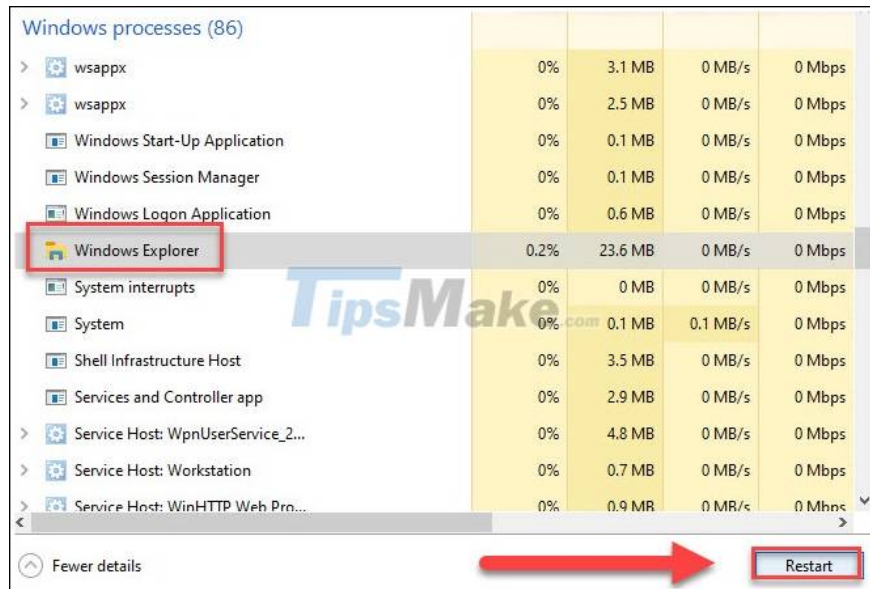 Windows processes (86)
wsappx 0% 3.1 MB 0 MB/s 0 Mbps
wsappx 0% 2.5 MB 0 MB/s 0 Mbps
Windows Start-Up Application 0% 0.1 MB 0 MB/s 0 Mbps
Windows Session Manager 0% 0.1 MB 0 MB/s 0 Mbps
Windows Logon Application 0% 0.6 MB 0 MB/s 0 Mbps
Windows Explorer 0.2% 23.6 MB 0 MB/s 0 Mbps
System interrupts 0% 0 MB 0 MB/s 0 Mbps
TipsMake.com
System 0% 0.1 MB 0.1 MB/s 0 Mbps
Shell Infrastructure Host 0% 3.5 MB 0 MB/s 0 Mbps
Services and Controller app 0% 2.9 MB 0 MB/s 0 Mbps
Service Host: WpnUserService_2... 0% 4.8 MB 0 MB/s 0 Mbps
Service Host: Workstation 0% 0.7 MB 0 MB/s 0 Mbps
Service Host: WinHTTP Web Pro... 0% 0.9 MB 0 MB/s 0 Mbps
Fewer details Restart